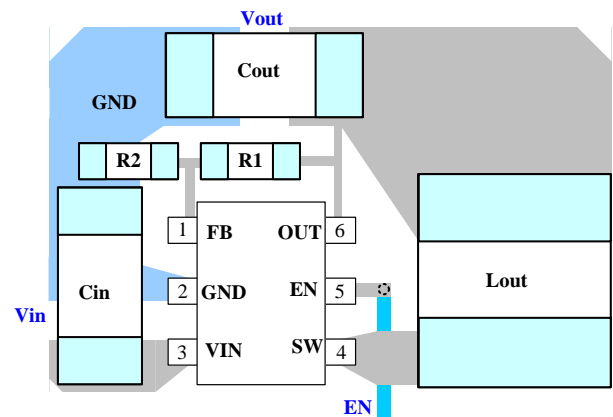 Vout
Cout
GND
R2 R1
1 FB OUT 6
Cin 2 GND EN 5 Lout
Vin
3 VIN SW 4
EN